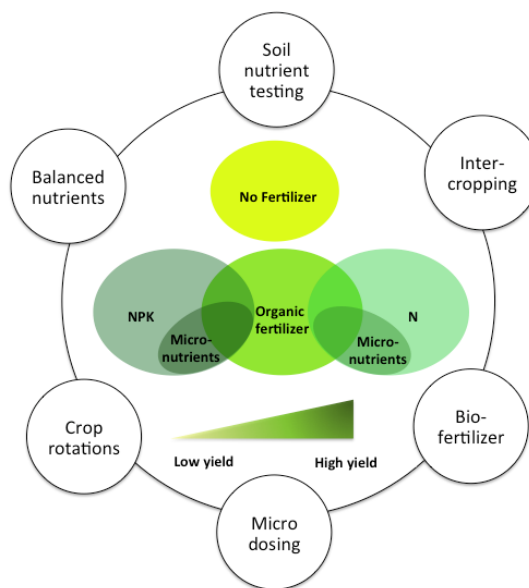 Soil
nutrient
testing
Balanced
nutrients
Inter-
cropping
No Fertilizer
NPK
Organic
fertilizer
N
Micro-
nutrients
Micro-
nutrients
Crop
rotations
Bio-
fertilizer
Low yield
High yield
Micro
dosing